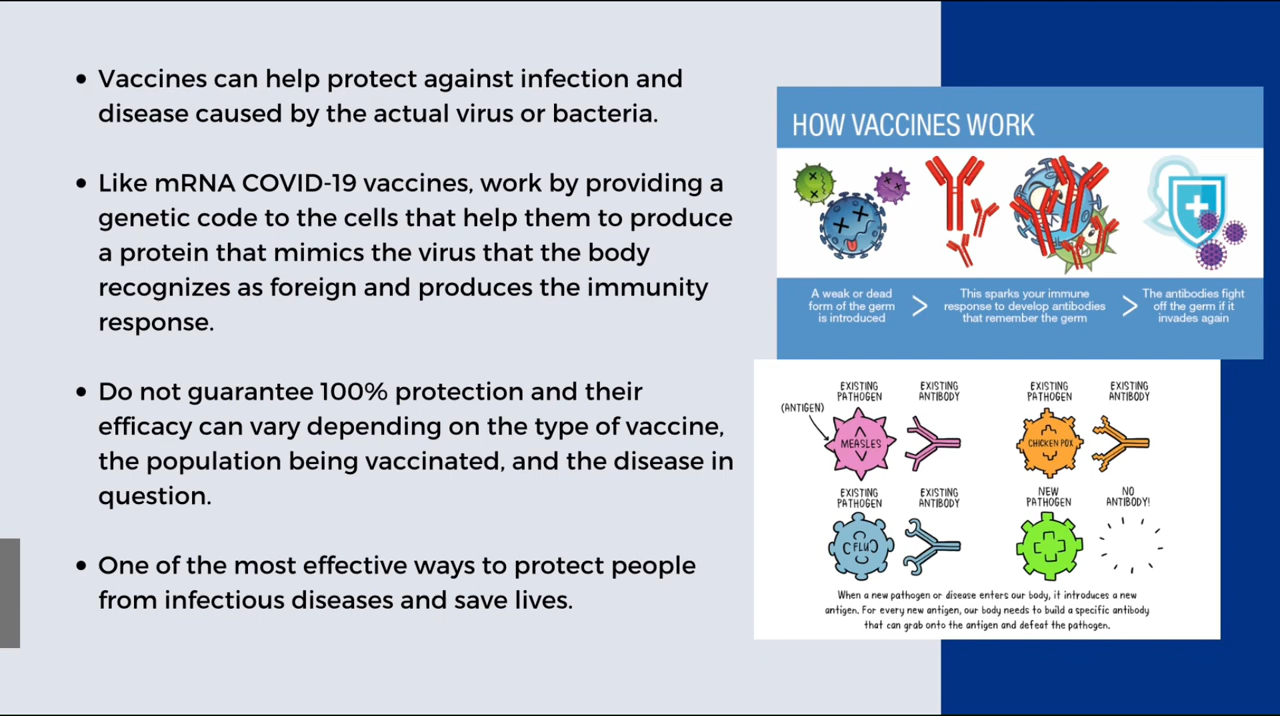 • Vaccines can help protect against infection and
disease caused by the actual virus or bacteria.
• Like mRNA COVID-19 vaccines, work by providing a
genetic code to the cells that help them to produce
a protein that mimics the virus that the body
recognizes as foreign and produces the immunity
response.
• Do not guarantee 100% protection and their
efficacy can vary depending on the type of vaccine,
the population being vaccinated, and the disease in
question.
• One of the most effective ways to protect people
from infectious diseases and save lives.
HOW VACCINES WORK
A weak or dead
form of the germ
is introduced
>
This sparks your immune
response to develop antibodies
that remember the germ
>
The antibodies fight
off the germ if it
invades again
EXISTING
PATHOGEN
(ANTIGEN)
MEASLES
EXISTING
ANTIBODY
EXISTING
PATHOGEN
CHICKEN POX
EXISTING
ANTIBODY
EXISTING
PATHOGEN
FLU
EXISTING
ANTIBODY
NEW
PATHOGEN
NO
ANTIBODY!
When a new pathogen or disease enters our body, it introduces a new
antigen. For every new antigen, our body needs to build a specific antibody
that can grab onto the antigen and defeat the pathogen.